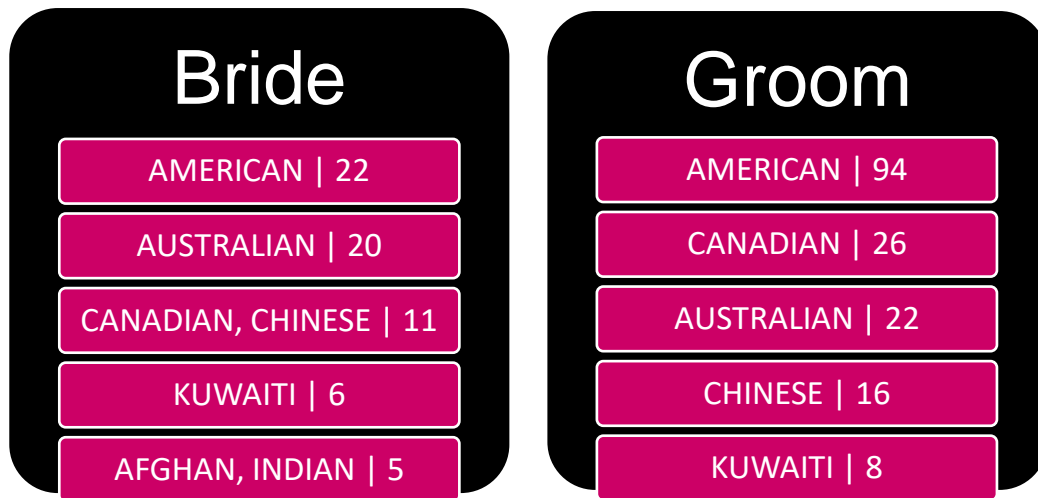 Bride
AMERICAN | 22
AUSTRALIAN | 20
CANADIAN, CHINESE | 11
KUWAITI | 6
AFGHAN, INDIAN | 5
Groom
AMERICAN | 94
CANADIAN | 26
AUSTRALIAN | 22
CHINESE | 16
KUWAITI | 8